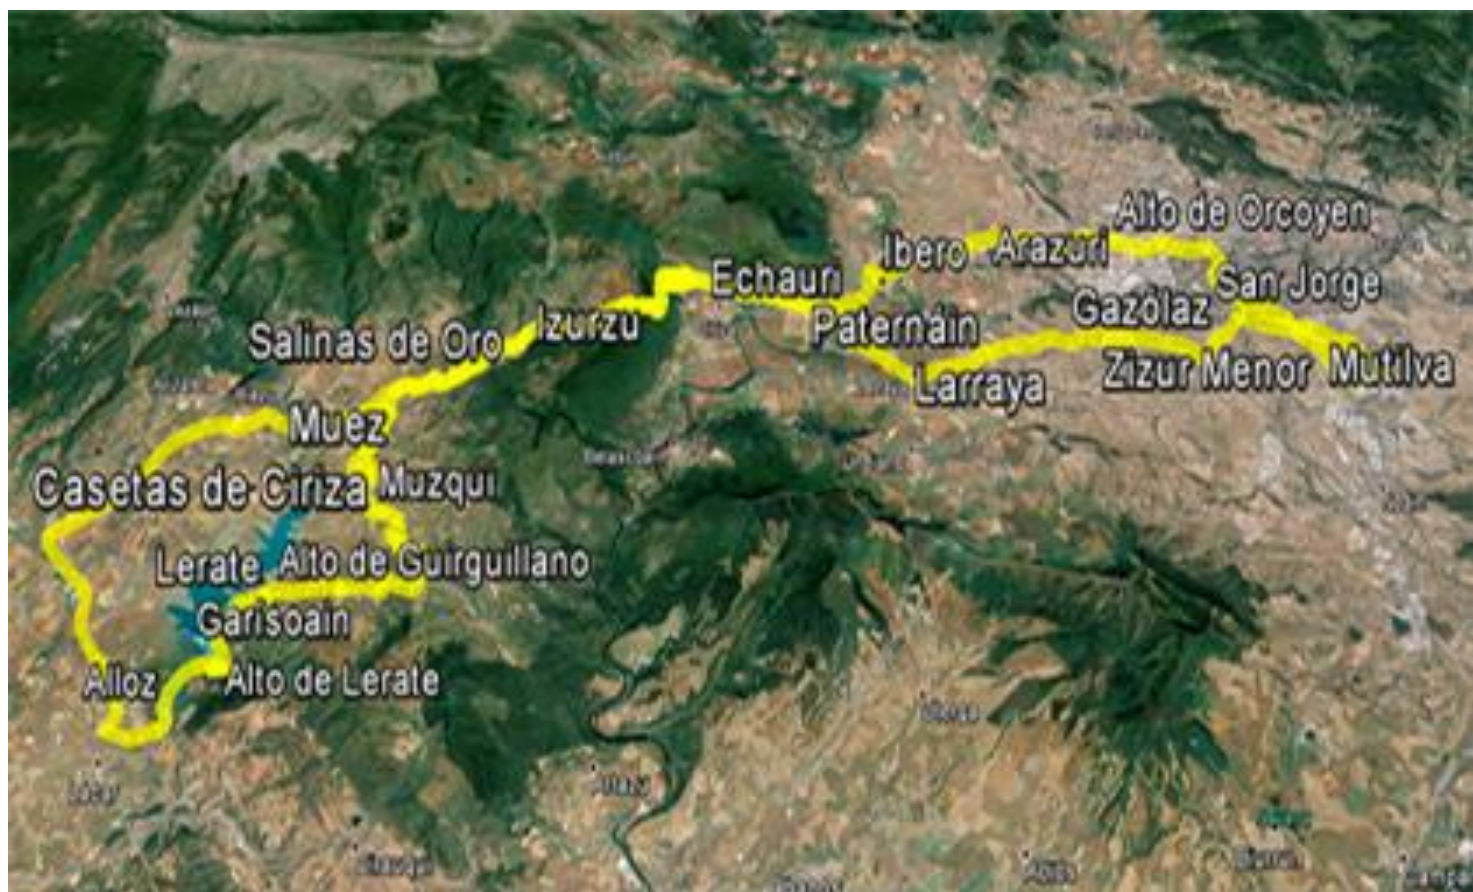 Alto de Orcoyen
Ibero
Arazuri
Echauri
San Jorge
Gazólaz
Izurzu
Paternáin
Salinas de Oro
Zizur Menor
Mutilva
Larraya
Muez
Casetas de Ciriza
Muzqui
Lerate
Alto de Guirguillano
Garisoain
Alloz
Alto de Lerate